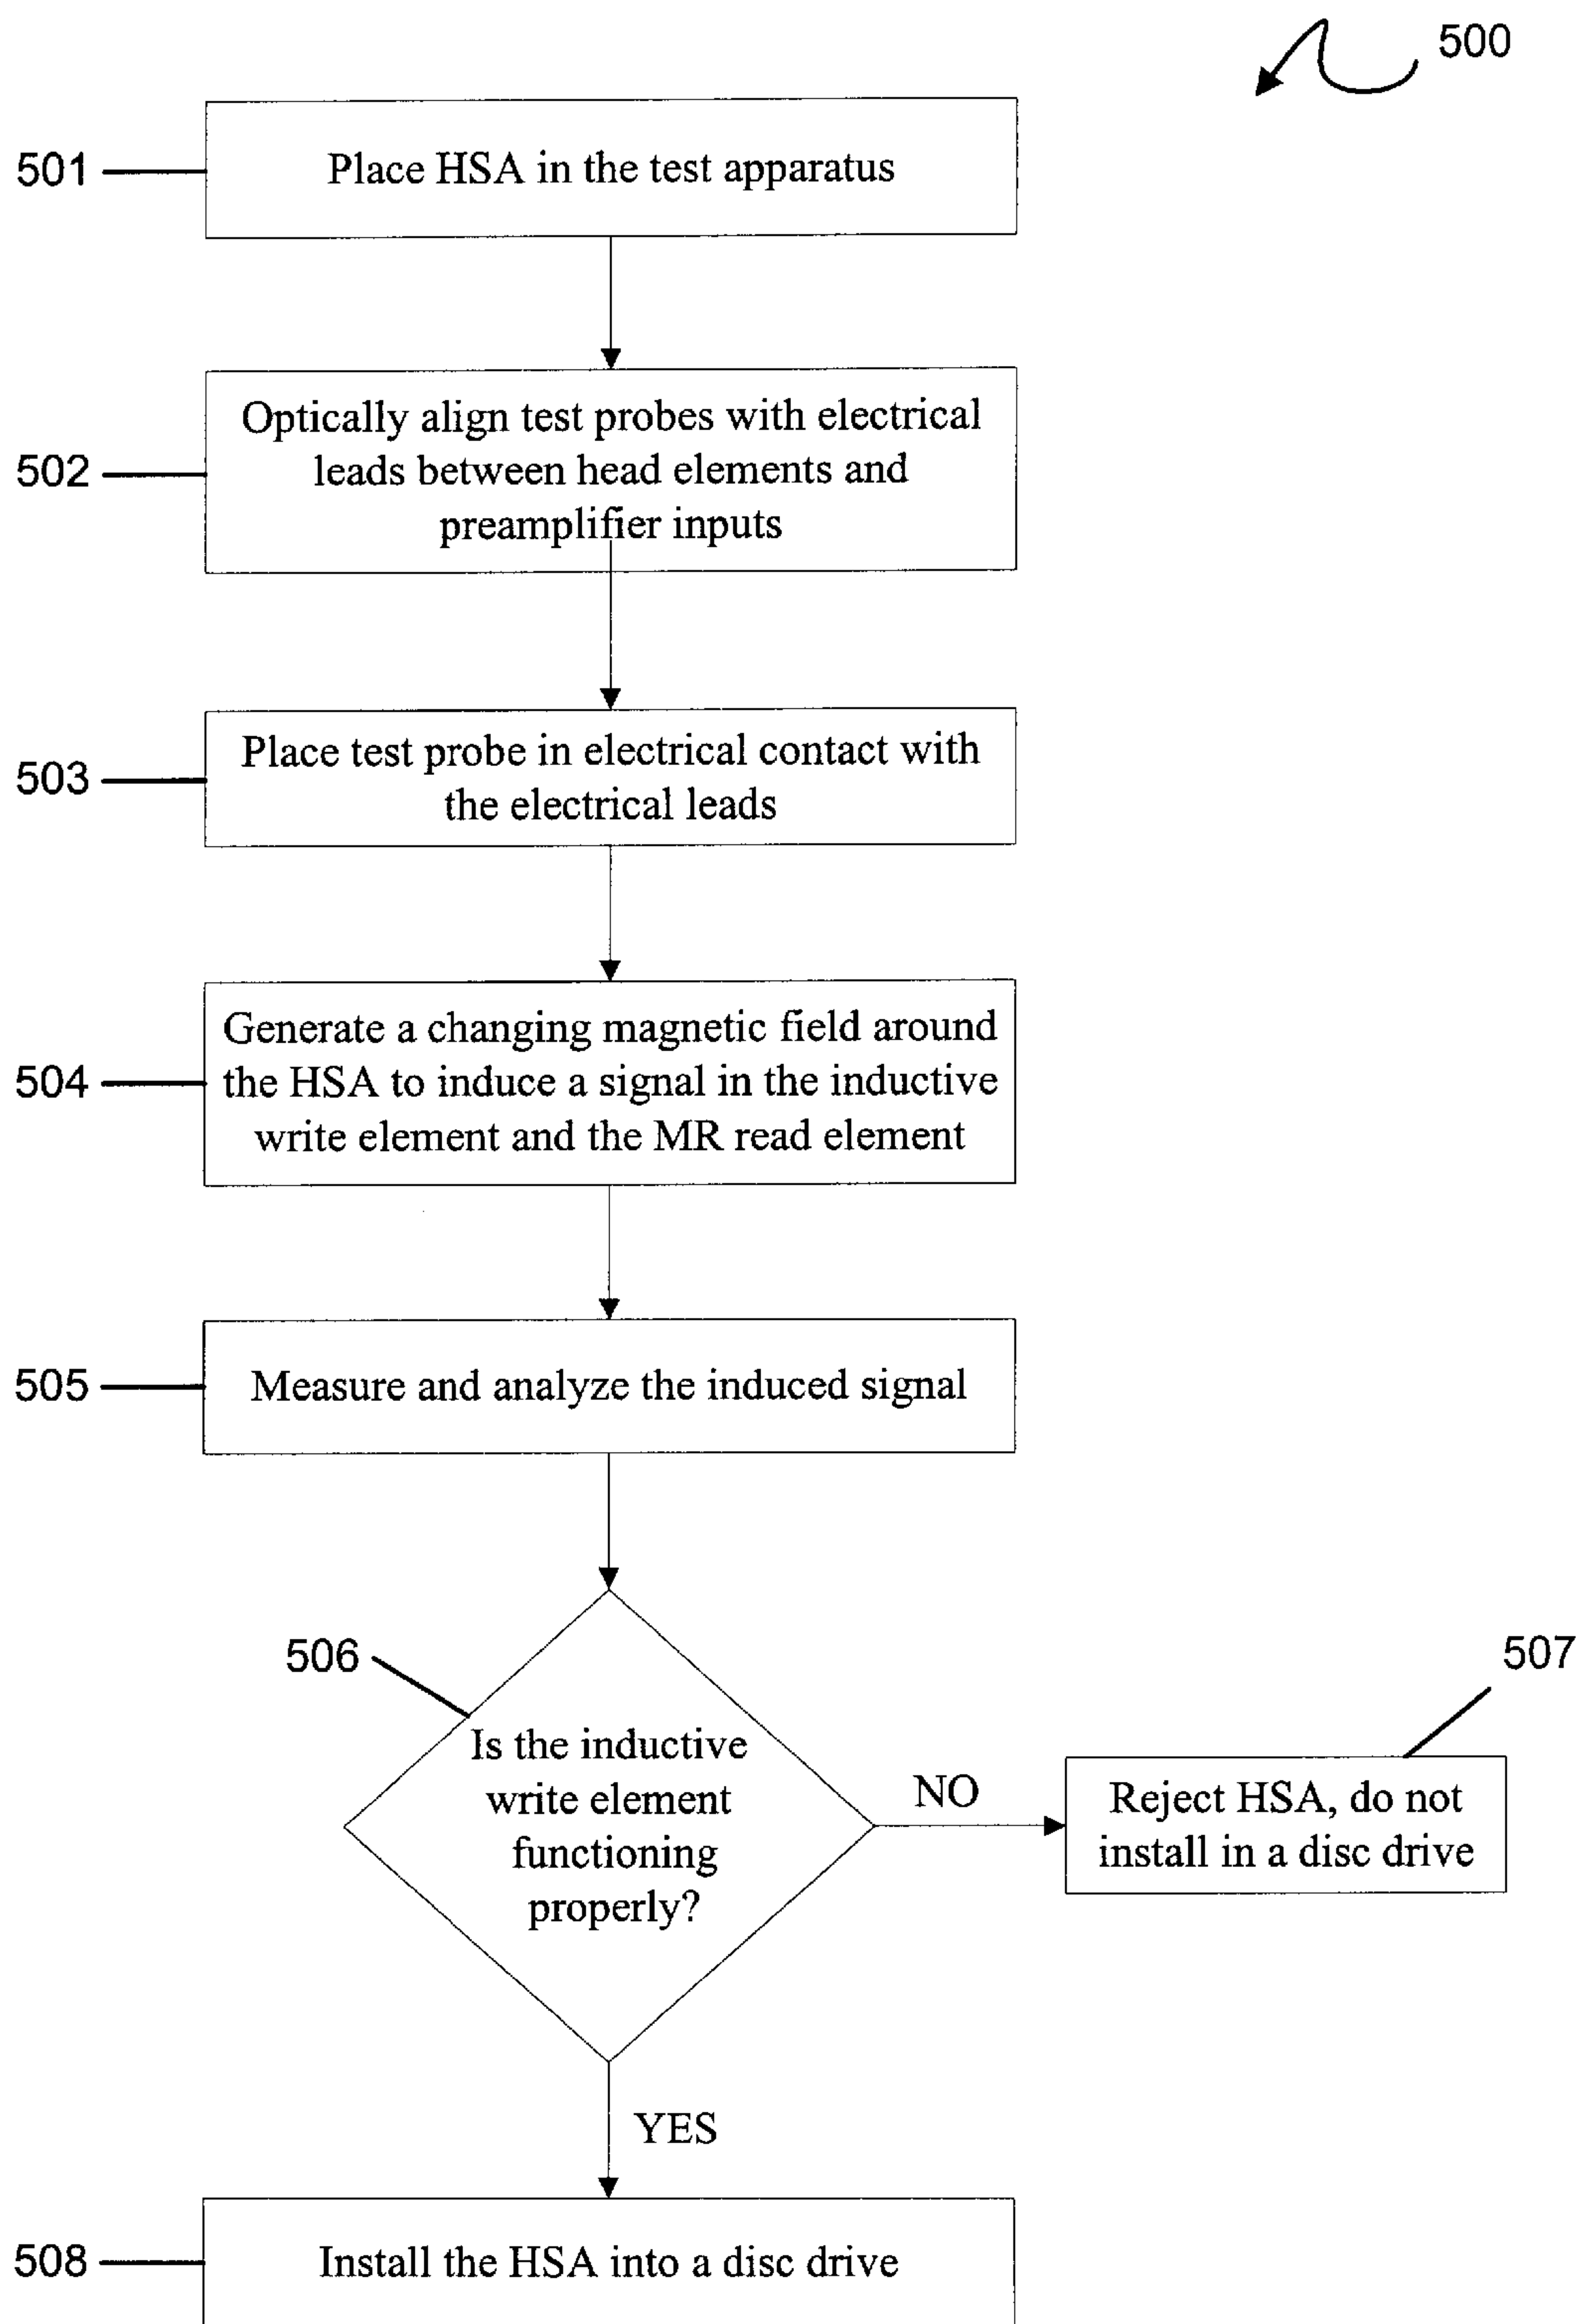 500
501
Place HSA in the test apparatus
502
Optically align test probes with electrical
leads between head elements and
preamplifier inputs
503
Place test probe in electrical contact with
the electrical leads
504
Generate a changing magnetic field around
the HSA to induce a signal in the inductive
write element and the MR read element
505
Measure and analyze the induced signal
506
Is the inductive
write element
functioning
properly?
NO
507
Reject HSA, do not
install in a disc drive
YES
508
Install the HSA into a disc drive